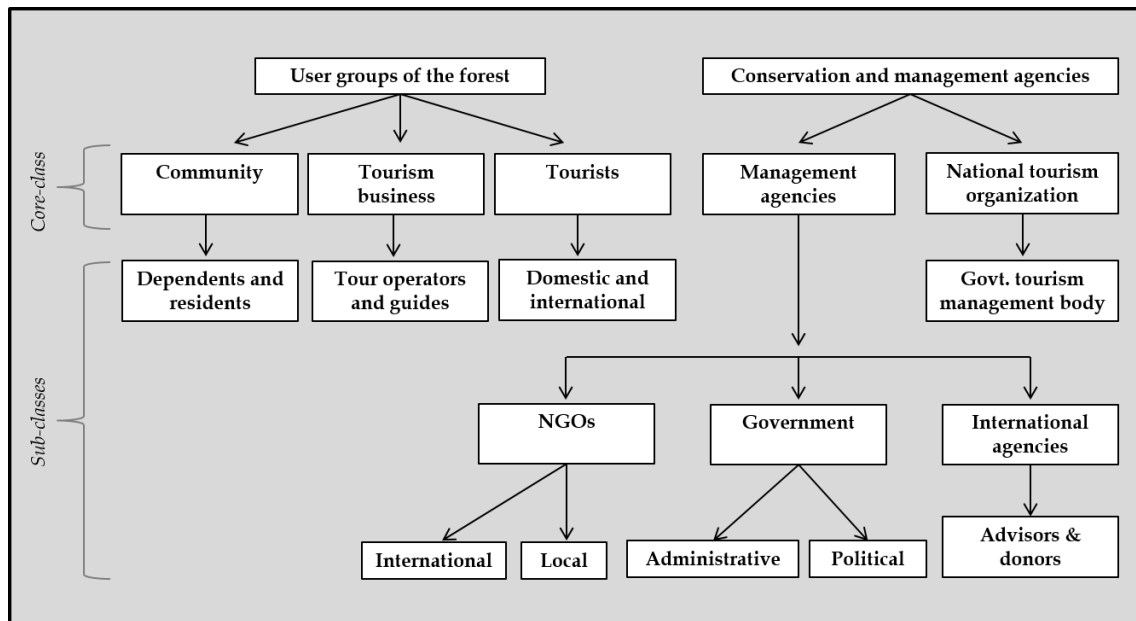 User groups of the forest
Conservation and management agencies
Core-class
Community
Tourism
business
Tourists
Management
agencies
National tourism
organization
Sub-classes
Dependents and
residents
Tour operators
and guides
Domestic and
international
Govt. tourism
management body
NGOs
Government
International
agencies
International
Local
Administrative
Political
Advisors &
donors